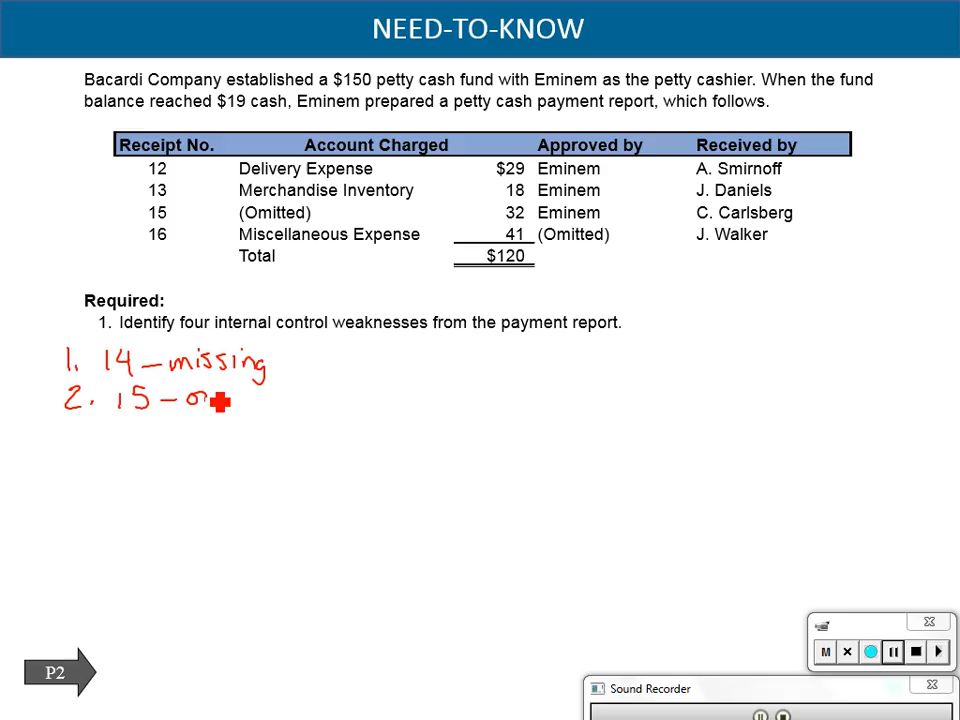 NEED-TO-KNOW
Bacardi Company established a $150 petty cash fund with Eminem as the petty cashier. When the fund
balance reached $19 cash, Eminem prepared a petty cash payment report, which follows.
Receipt No. Account Charged Approved by Received by
12 Delivery Expense $29 Eminem A. Smirnoff
13 Merchandise Inventory 18 Eminem J. Daniels
15 (Omitted) 32 Eminem C. Carlsberg
16 Miscellaneous Expense 41 (Omitted) J. Walker
Total $120
Required:
1. Identify four internal control weaknesses from the payment report.
1. 14 – missing
2. 15 –
P2
M
Sound Recorder